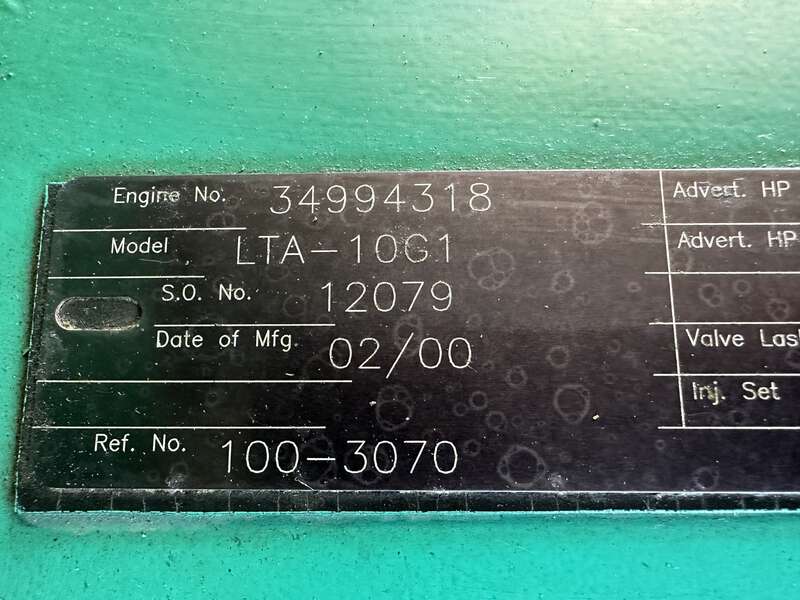 Engine No. 34994318 Advert. HP
Model LTA-10G1 Advert. HP
S.O. No. 12079
Date of Mfg. 02/00 Valve
Inj. Set
Ref. No. 100-3070